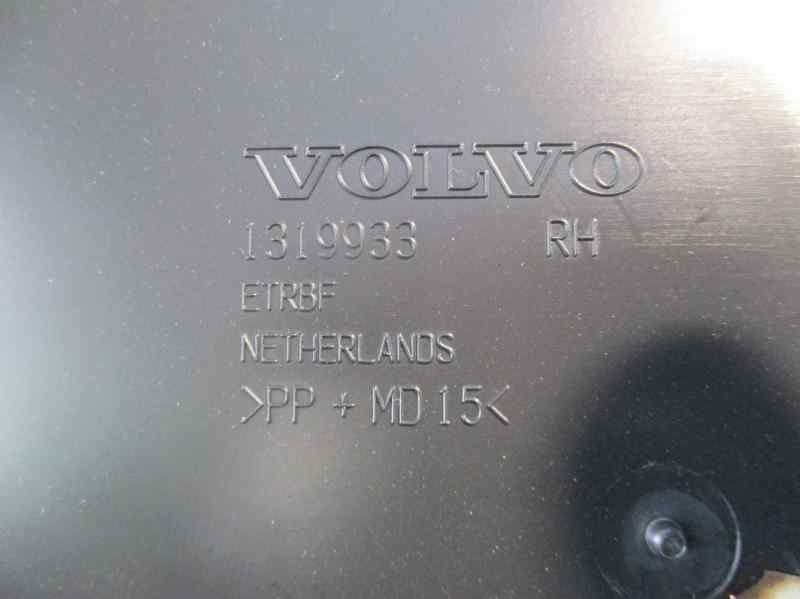 VOLVO
1319933 RH
ETRBF
NETHERLANDS
>PP + MD 15<